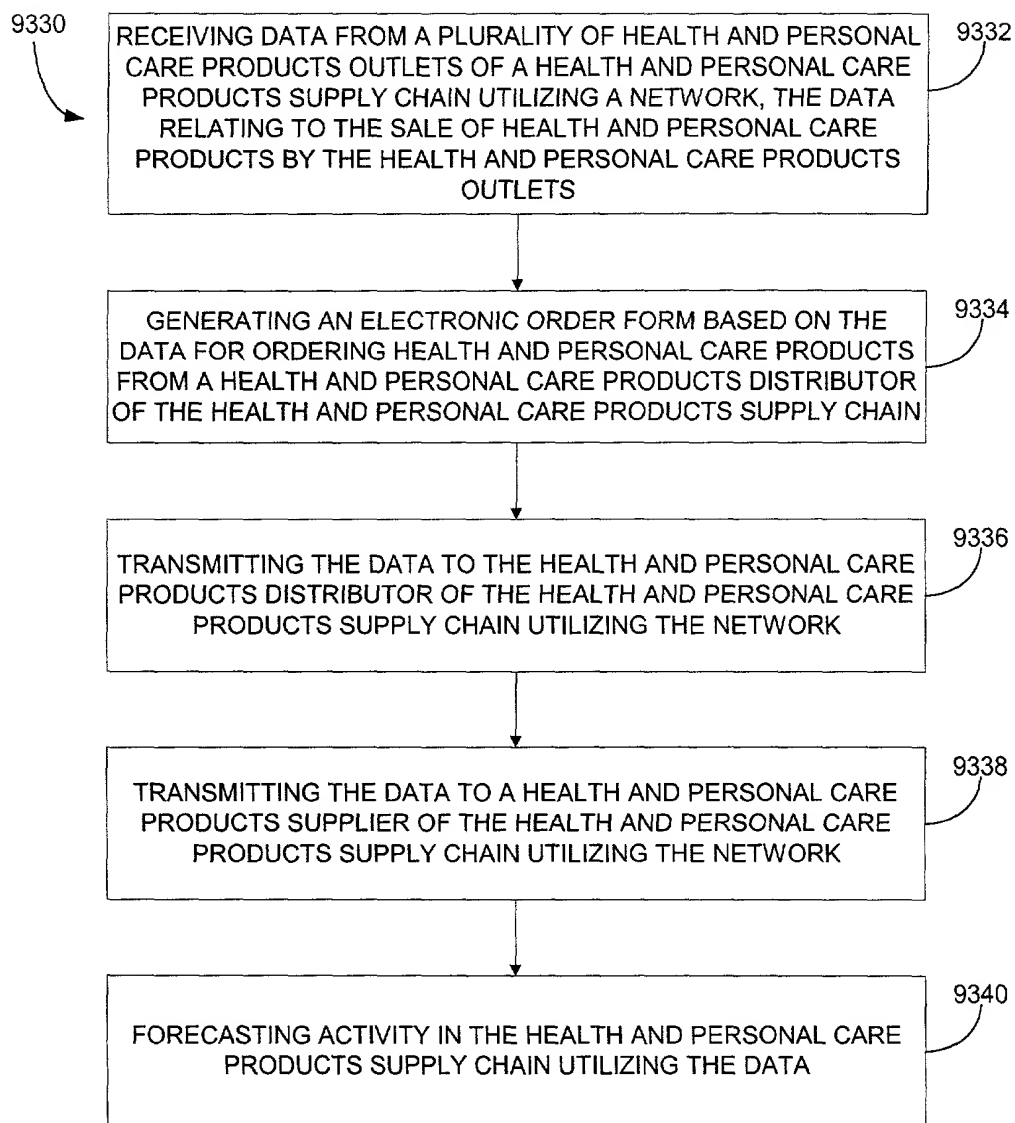 9330
RECEIVING DATA FROM A PLURALITY OF HEALTH AND PERSONAL
CARE PRODUCTS OUTLETS OF A HEALTH AND PERSONAL CARE
PRODUCTS SUPPLY CHAIN UTILIZING A NETWORK, THE DATA
RELATING TO THE SALE OF HEALTH AND PERSONAL CARE
PRODUCTS BY THE HEALTH AND PERSONAL CARE PRODUCTS
OUTLETS
9332
GENERATING AN ELECTRONIC ORDER FORM BASED ON THE
DATA FOR ORDERING HEALTH AND PERSONAL CARE PRODUCTS
FROM A HEALTH AND PERSONAL CARE PRODUCTS DISTRIBUTOR
OF THE HEALTH AND PERSONAL CARE PRODUCTS SUPPLY CHAIN
9334
TRANSMITTING THE DATA TO THE HEALTH AND PERSONAL CARE
PRODUCTS DISTRIBUTOR OF THE HEALTH AND PERSONAL CARE
PRODUCTS SUPPLY CHAIN UTILIZING THE NETWORK
9336
TRANSMITTING THE DATA TO A HEALTH AND PERSONAL CARE
PRODUCTS SUPPLIER OF THE HEALTH AND PERSONAL CARE
PRODUCTS SUPPLY CHAIN UTILIZING THE NETWORK
9338
FORECASTING ACTIVITY IN THE HEALTH AND PERSONAL CARE
PRODUCTS SUPPLY CHAIN UTILIZING THE DATA
9340